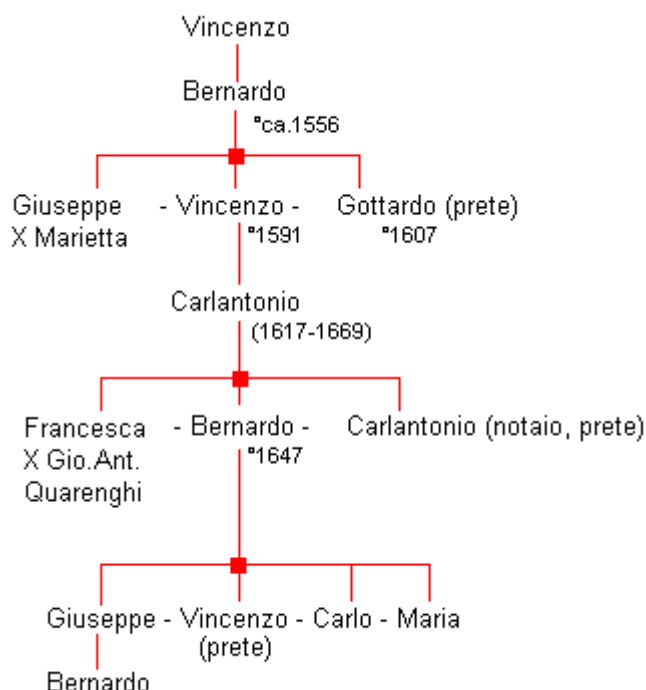 Vincenzo
Bernardo
°ca.1556
Giuseppe - Vincenzo - Gottardo (prete)
X Marietta °1591 °1607
Carlantonio
(1617-1669)
Francesca - Bernardo - Carlantonio (notaio, prete)
X Gio.Ant. °1647
Quarenghi
Giuseppe - Vincenzo - Carlo - Maria
(prete)
Bernardo